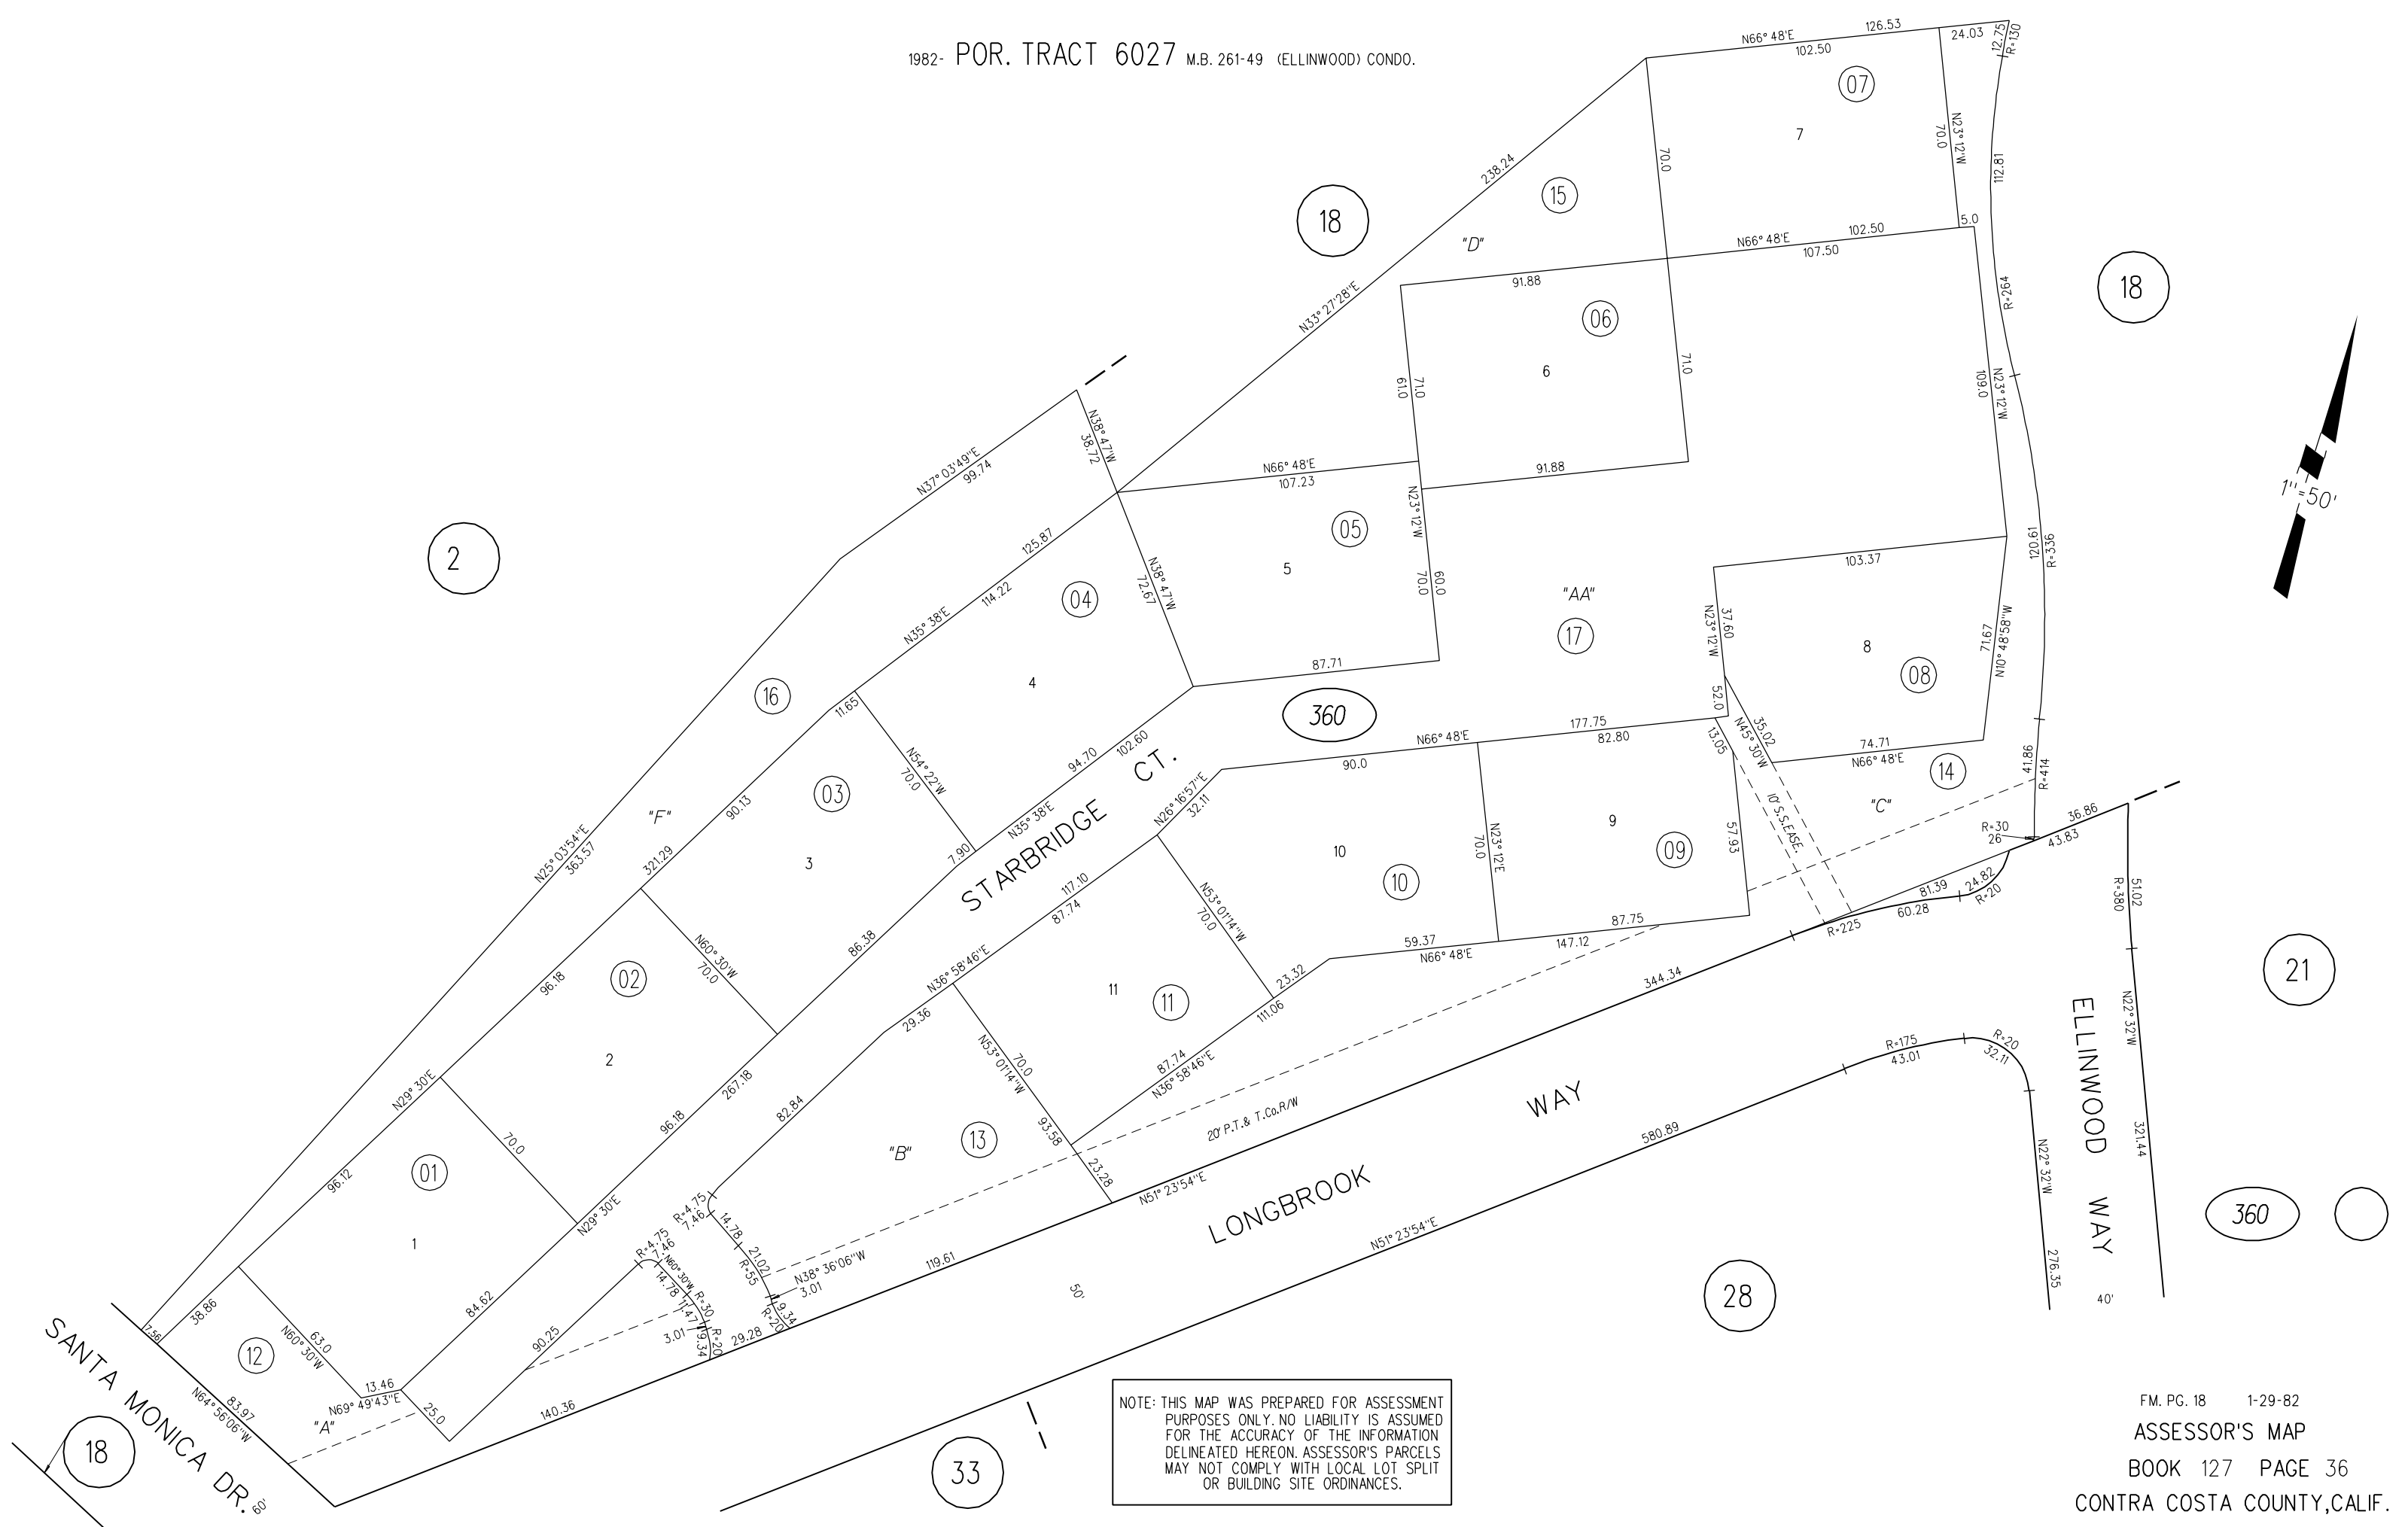 1982- POR. TRACT 6027 M.B. 261-49 (ELLINWOOD) CONDO.
N66° 48'E
126.53
102.50
24.03
12.75
R=130
07
7
70.0
N23° 12'W
70.0
112.81
238.24
15
"D"
18
18
N33° 27'28"E
N66° 48'E
102.50
107.50
5.0
R=264
91.88
06
6
71.0
61.0
71.0
109.0
N23° 12'W
91.88
N37° 03'49"E
99.74
N38° 47'W
38.72
N66° 48'E
107.23
N23° 12'W
05
5
60.0
70.0
87.71
2
125.87
114.22
N35° 38'E
04
4
N38° 47'W
72.67
"AA"
17
103.37
37.60
N23° 12'W
52.0
8
08
71.67
N10° 48'58"W
120.61
R=336
1"=50'
16
11.65
N54° 22'W
70.0
94.70
102.60
360
177.75
82.80
N66° 48'E
90.0
13.05
N45° 30'W
35.02
74.71
N66° 48'E
14
"C"
41.86
R=414
"F"
03
3
90.13
7.90
N35° 38'E
STARBRIDGE CT.
N26° 16'57"E
32.11
10
10
N23° 12'E
70.0
9
09
57.93
10' S.S.EASE.
R=30
26
36.86
43.83
N25° 03'54"E
363.57
321.29
117.10
87.74
N53° 01'14"W
70.0
59.37
87.75
147.12
N66° 48'E
81.39
24.82
R=20
60.28
R=225
R=380
51.02
96.18
02
2
N60° 30'W
70.0
86.38
N36° 58'46"E
29.36
11
11
23.32
111.06
344.34
21
N29° 30'E
267.18
96.18
82.84
N53° 01'14"W
70.0
93.58
87.74
N36° 58'46"E
23.28
20' P.T.& T.Co.R/W
WAY
R=175
43.01
R=20
32.11
N22° 32'W
321.44
ELLINWOOD WAY
70.0
01
1
96.12
"B"
13
N51° 23'54"E
LONGBROOK
580.89
N22° 32'W
276.35
40'
360
N29° 30'E
R=4.75
7.46
14.78
21.02
R=55
N38° 36'06"W
3.01
9.34
R=20
119.61
N51° 23'54"E
50'
28
R=4.75
7.46
N60° 30'W
14.78
R=30
11.47
3.01
9.34
R=20
29.28
38.86
7.56
12
63.0
N60° 30'W
84.62
90.25
13.46
N69° 49'43"E
25.0
140.36
83.97
N64° 56'06"W
"A"
SANTA MONICA DR.
60'
18
33
NOTE: THIS MAP WAS PREPARED FOR ASSESSMENT
PURPOSES ONLY. NO LIABILITY IS ASSUMED
FOR THE ACCURACY OF THE INFORMATION
DELINEATED HEREON. ASSESSOR'S PARCELS
MAY NOT COMPLY WITH LOCAL LOT SPLIT
OR BUILDING SITE ORDINANCES.
FM. PG. 18 1-29-82
ASSESSOR'S MAP
BOOK 127 PAGE 36
CONTRA COSTA COUNTY,CALIF.